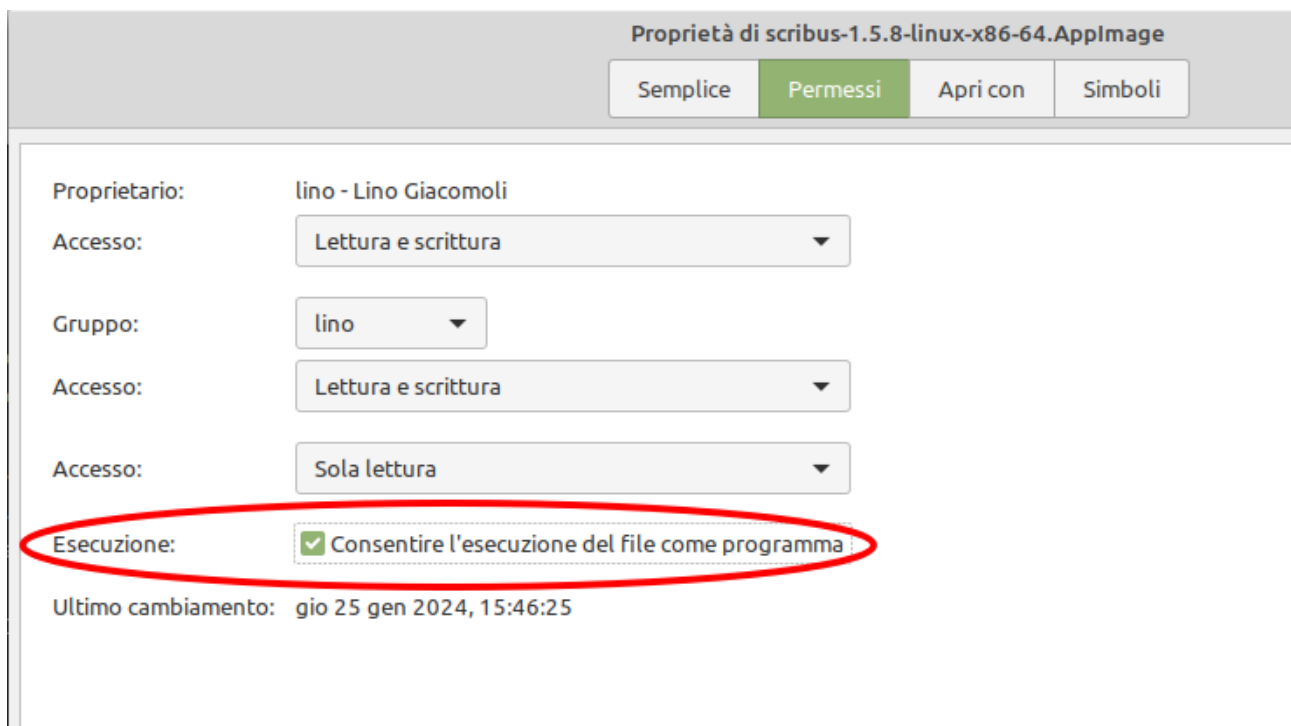 Proprietà di scribus-1.5.8-linux-x86-64.AppImage
Semplice Permessi Apri con Simboli
Proprietario: lino - Lino Giacomoli
Accesso: Lettura e scrittura
Gruppo: lino
Accesso: Lettura e scrittura
Accesso: Sola lettura
Esecuzione: Consentire l'esecuzione del file come programma
Ultimo cambiamento: gio 25 gen 2024, 15:46:25